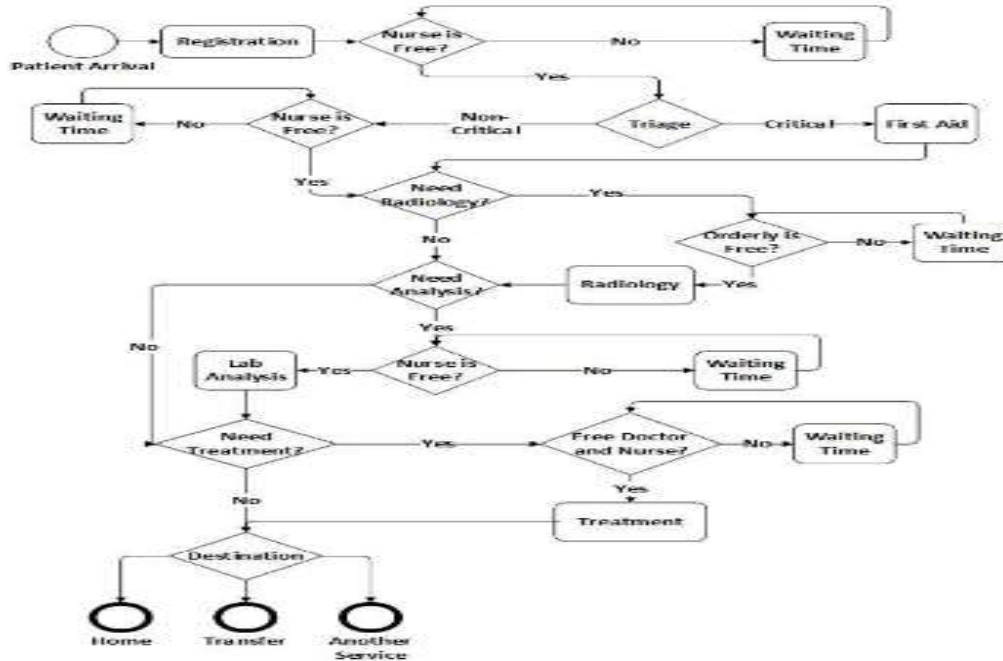 Registration
Nurse is
Free?
No
Waiting
Time
Patient Arrival
Yes
Waiting
Time
No
Nurse is
Free?
Non-
Critical
Triage
Critical
First Aid
Yes
Need
Radiology?
Yes
No
Orderly is
Free?
No
Waiting
Time
Need
Analysis?
Radiology
Yes
Yes
No
Lab
Analysis
Yes
Nurse is
Free?
No
Waiting
Time
Need
Treatment?
Yes
Free Doctor
and Nurse?
No
Waiting
Time
Yes
No
Treatment
Destination
Home
Transfer
Another
Service